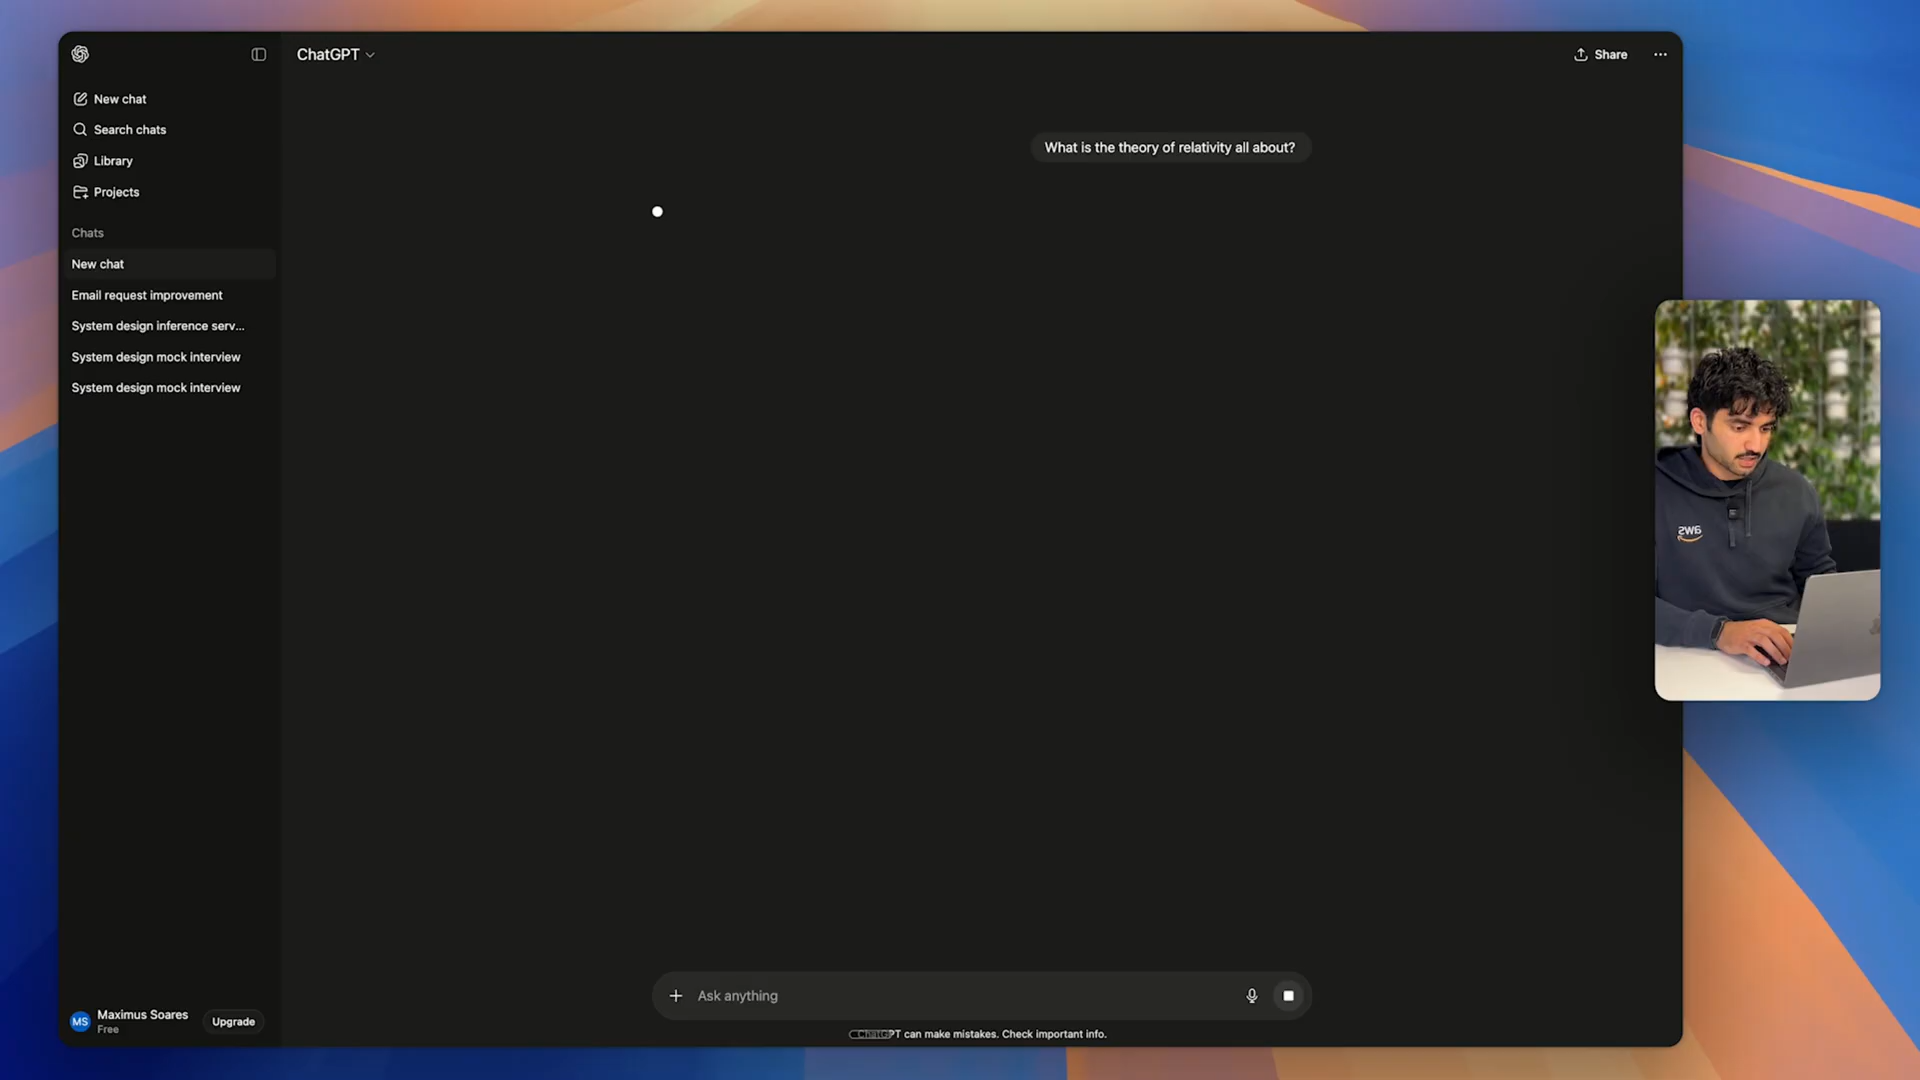 ChatGPT
Share
New chat
Search chats
Library
Projects
Chats
New chat
Email request improvement
System design inference serv...
System design mock interview
System design mock interview
What is the theory of relativity all about?
aws
Ask anything
MS
Maximus Soares
Free
Upgrade
ChatGPT can make mistakes. Check important info.